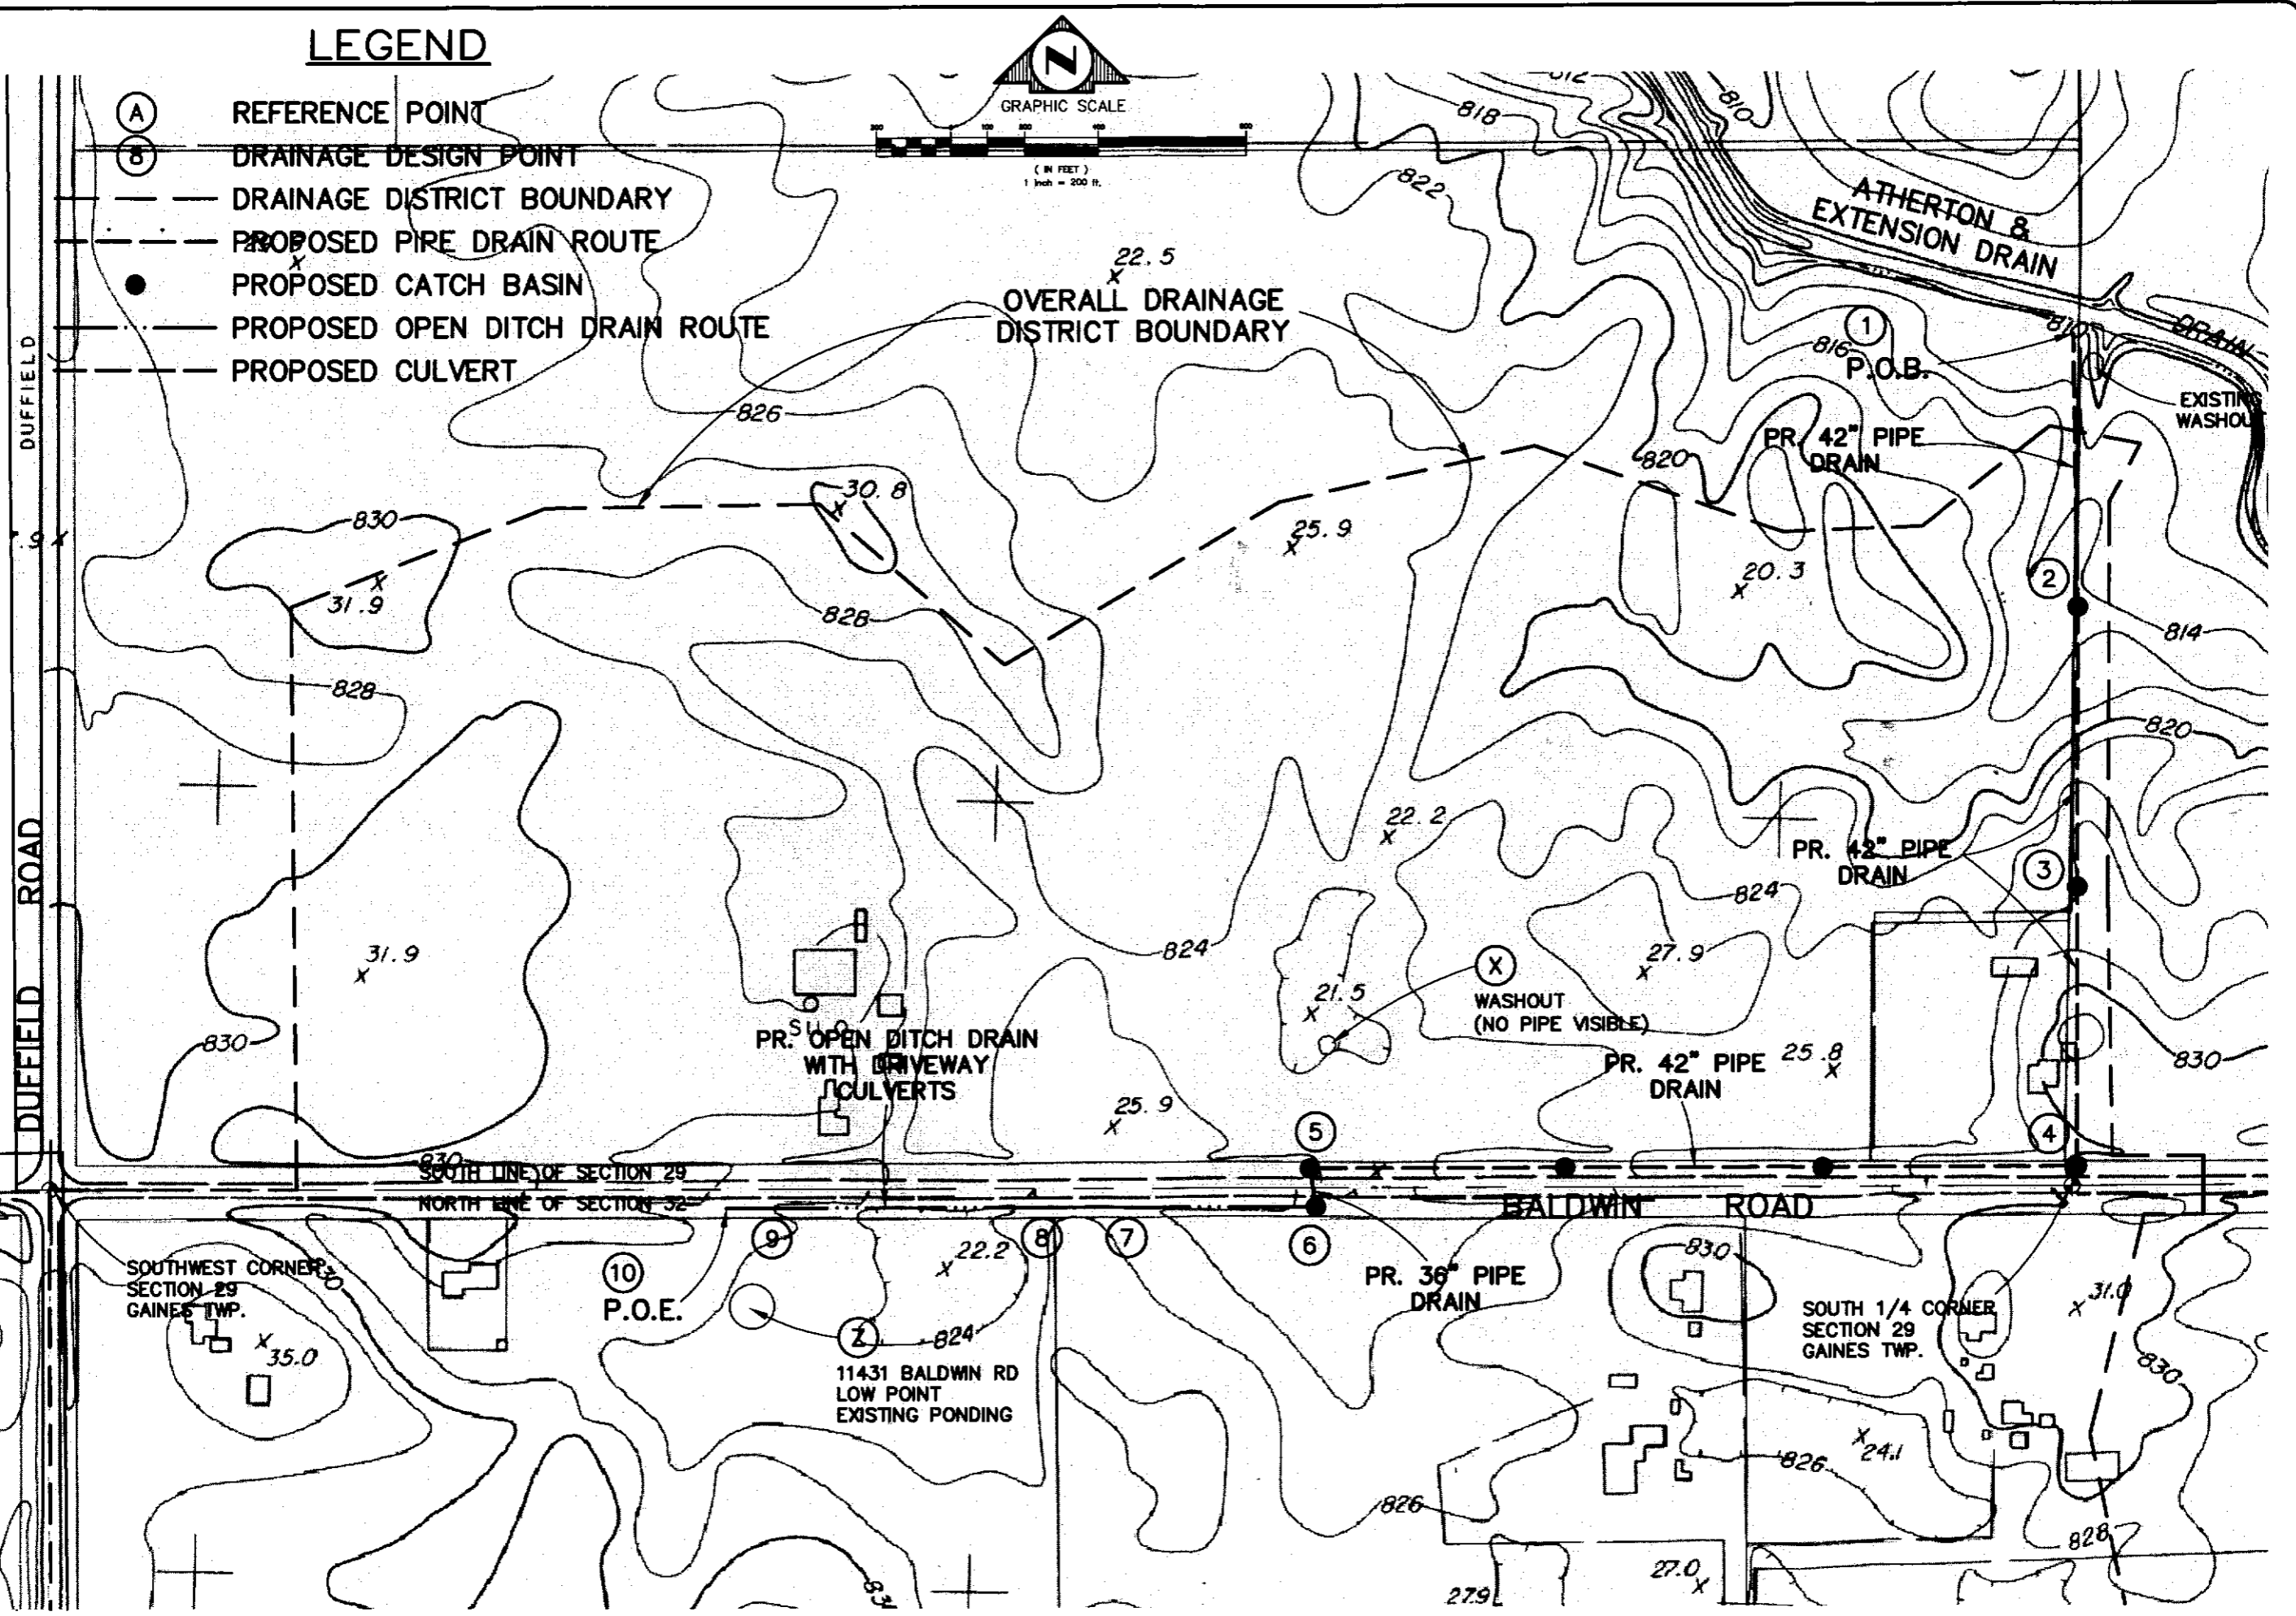 LEGEND
A REFERENCE POINT
8 DRAINAGE DESIGN POINT
DRAINAGE DISTRICT BOUNDARY
PROPOSED PIPE DRAIN ROUTE
PROPOSED CATCH BASIN
PROPOSED OPEN DITCH DRAIN ROUTE
PROPOSED CULVERT
N
GRAPHIC SCALE
( IN FEET )
1 inch = 200 ft.
812
810
818
822
ATHERTON &
EXTENSION DRAIN
DRAIN
22.5
OVERALL DRAINAGE
DISTRICT BOUNDARY
1
P.O.B.
810
816
EXISTING
WASHOU
DUFFIELD
826
PR. 42" PIPE
DRAIN
820
830
30.8
25.9
20.3
2
31.9
828
814
828
820
22.2
PR. 42" PIPE
DRAIN
3
824
DUFFIELD ROAD
31.9
824
27.9
X
WASHOUT
(NO PIPE VISIBLE)
21.5
830
PR. OPEN DITCH DRAIN
WITH DRIVEWAY
CULVERTS
PR. 42" PIPE
DRAIN
25.8
830
25.9
5
4
830
SOUTH LINE OF SECTION 29
NORTH LINE OF SECTION 32
BALDWIN ROAD
9
8
7
6
22.2
830
SOUTHWEST CORNER
SECTION 29
GAINES TWP.
830
10
P.O.E.
PR. 36" PIPE
DRAIN
SOUTH 1/4 CORNER
SECTION 29
GAINES TWP.
31.0
35.0
Z
824
11431 BALDWIN RD
LOW POINT
EXISTING PONDING
830
826
24.1
826
828
27.9
27.0